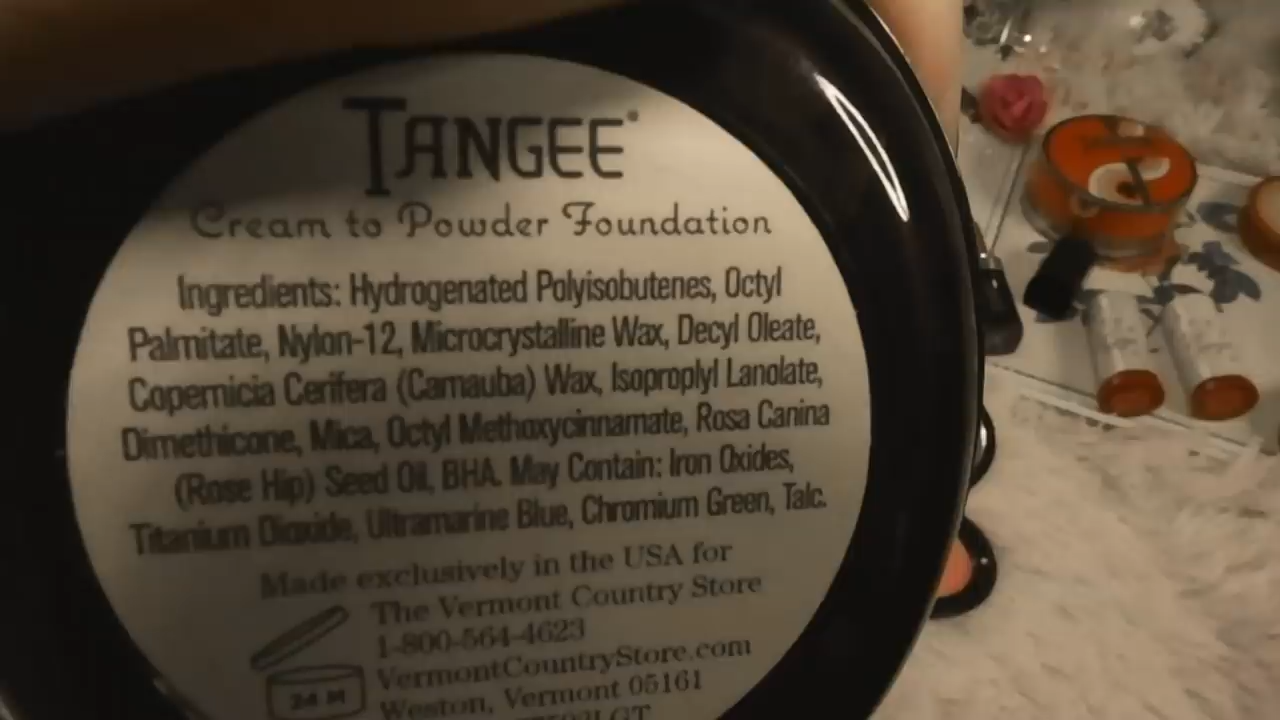 TANGEE®
Cream to Powder Foundation
Ingredients: Hydrogenated Polyisobutenes, Octyl
Palmitate, Nylon-12, Microcrystalline Wax, Decyl Oleate,
Copernicia Cerifera (Carnauba) Wax, Isoproplyl Lanolate,
Dimethicone, Mica, Octyl Methoxycinnamate, Rosa Canina
(Rose Hip) Seed Oil, BHA. May Contain: Iron Oxides,
Titanium Dioxide, Ultramarine Blue, Chromium Green, Talc.
Made exclusively in the USA for
The Vermont Country Store
1-800-564-4623
VermontCountryStore.com
24 M
Weston, Vermont 05161